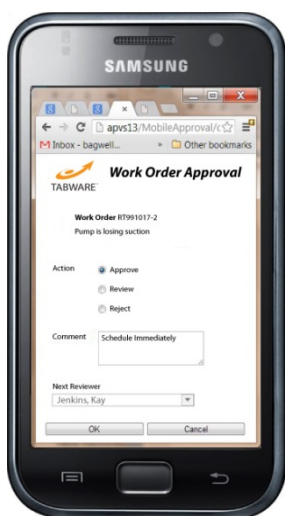 SAMSUNG
apvs13/MobileApproval/c
Inbox - bagwell... » Other bookmarks
TABWARE
Work Order Approval
Work Order RT991017-2
Pump is losing suction
Action
Approve
Review
Reject
Comment
Schedule Immediately
Next Reviewer
Jenkins, Kay
OK
Cancel